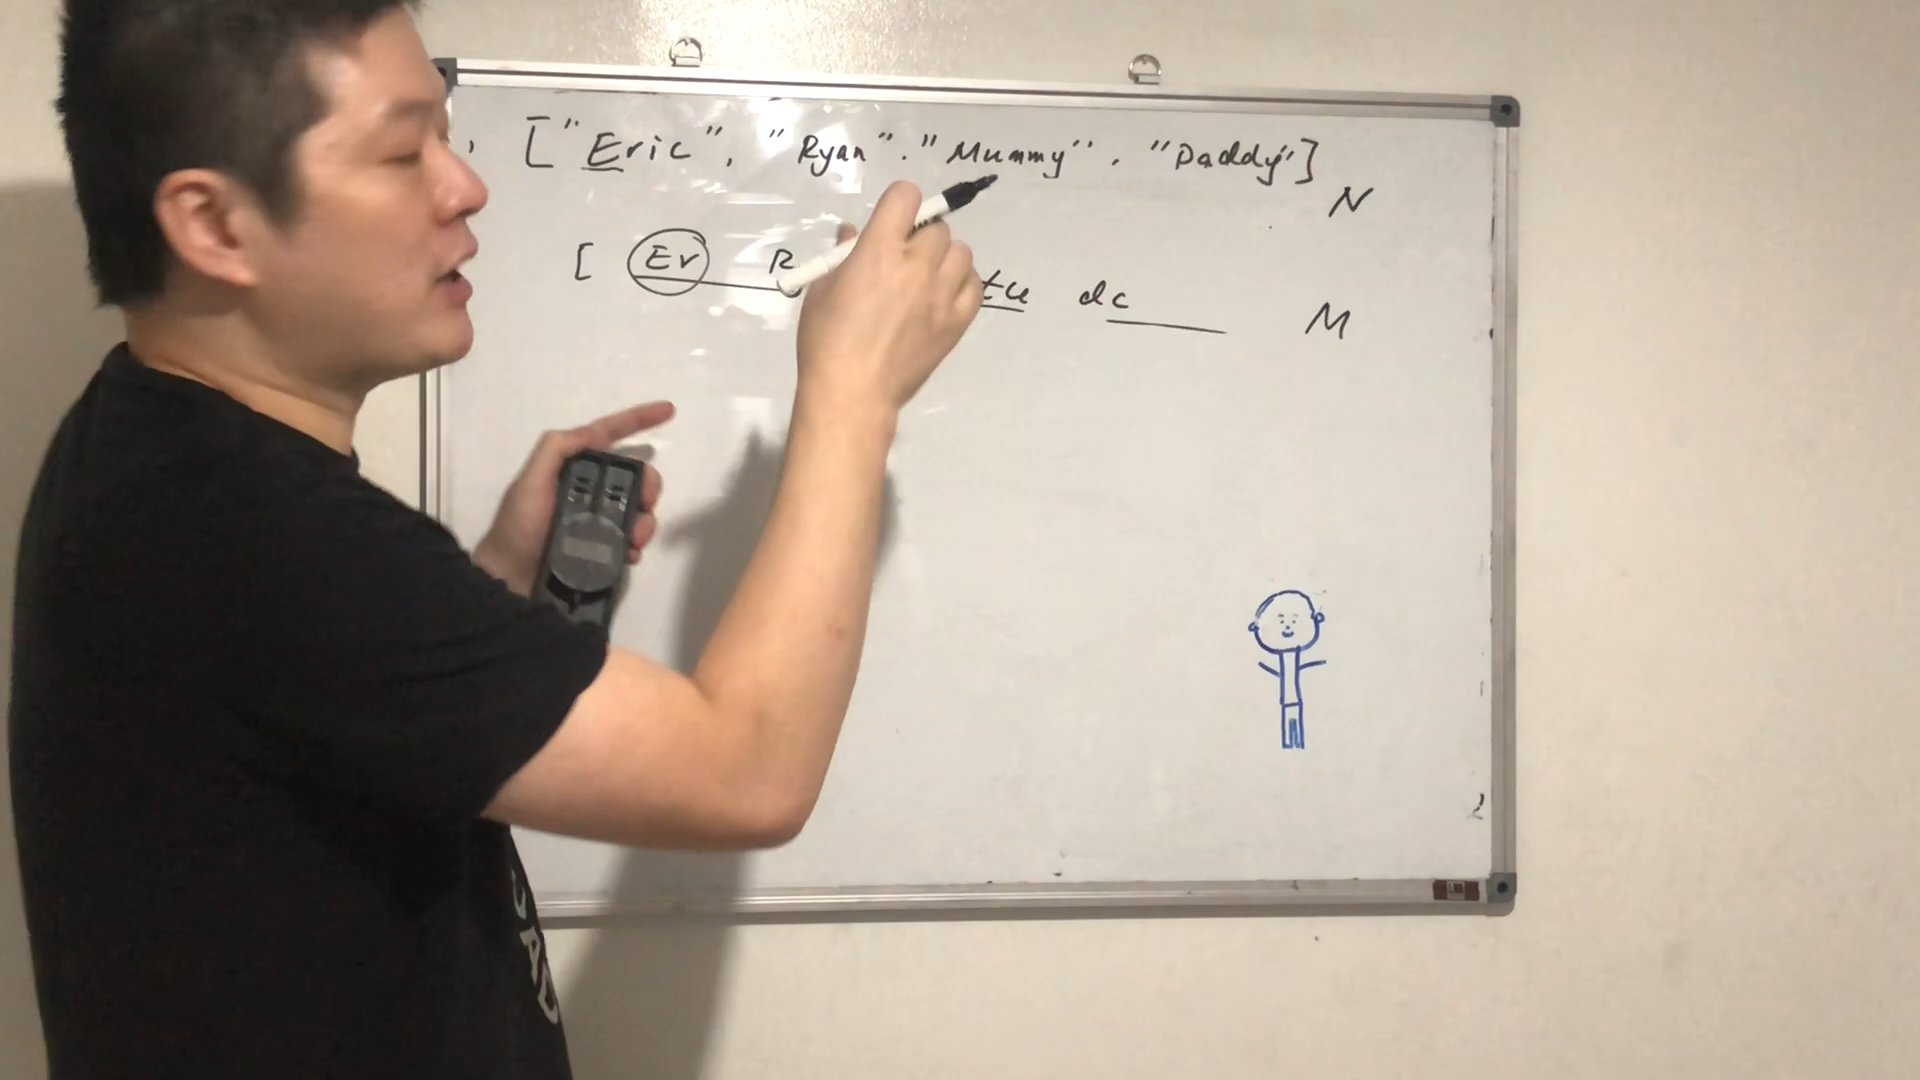 , ["Eric", "Ryan". "Mummy", "Daddy"]
N
[ Er R tu dc
M